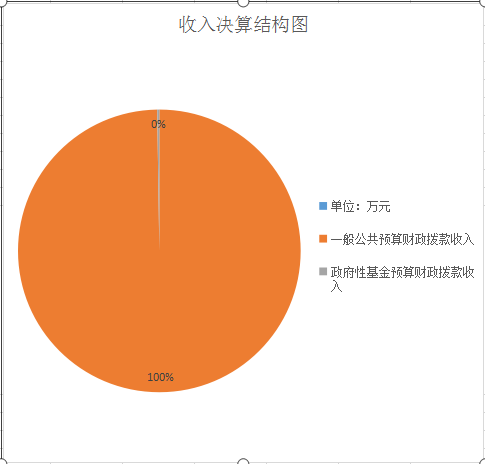 收入决算结构图
0%
单位：万元
一般公共预算财政拨款收入
政府性基金预算财政拨款收
入
100%